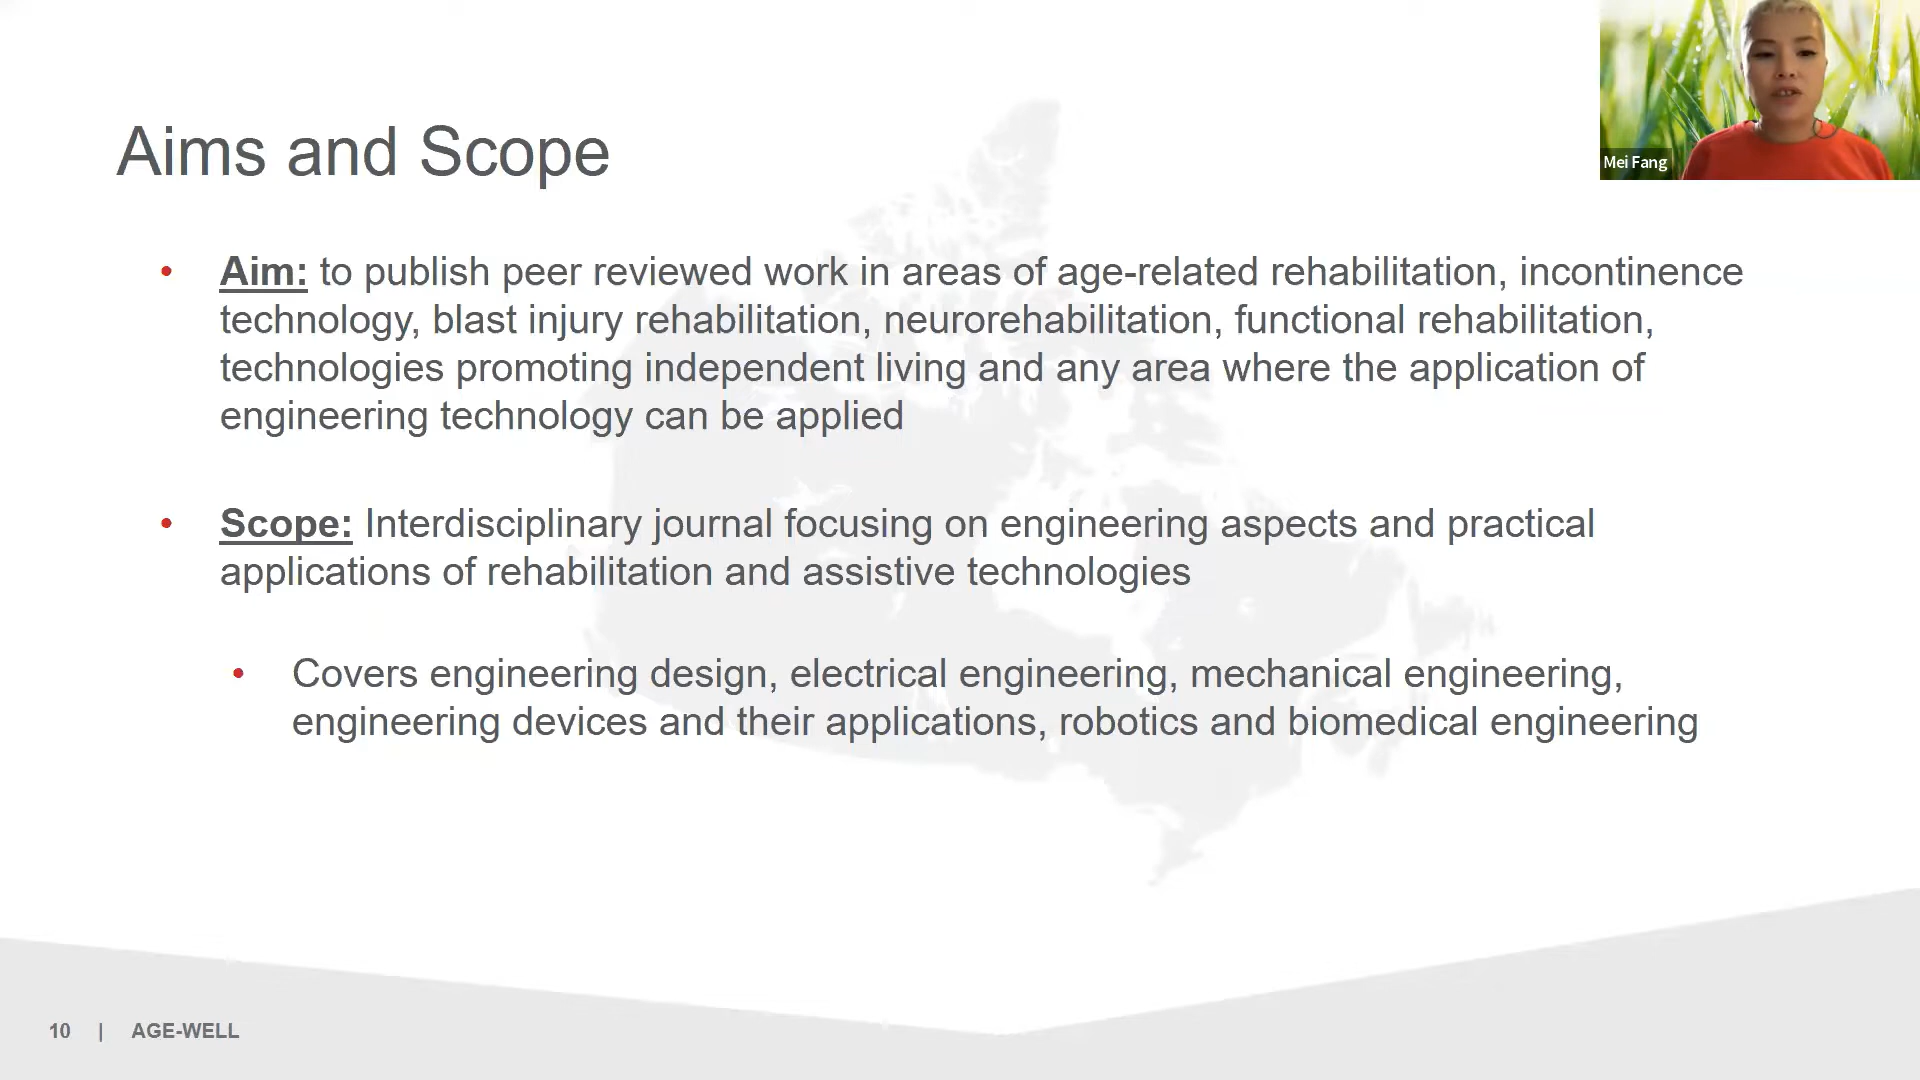 Aims and Scope
Mei Fang
• Aim: to publish peer reviewed work in areas of age-related rehabilitation, incontinence
technology, blast injury rehabilitation, neurorehabilitation, functional rehabilitation,
technologies promoting independent living and any area where the application of
engineering technology can be applied
• Scope: Interdisciplinary journal focusing on engineering aspects and practical
applications of rehabilitation and assistive technologies
• Covers engineering design, electrical engineering, mechanical engineering,
engineering devices and their applications, robotics and biomedical engineering
10 | AGE-WELL